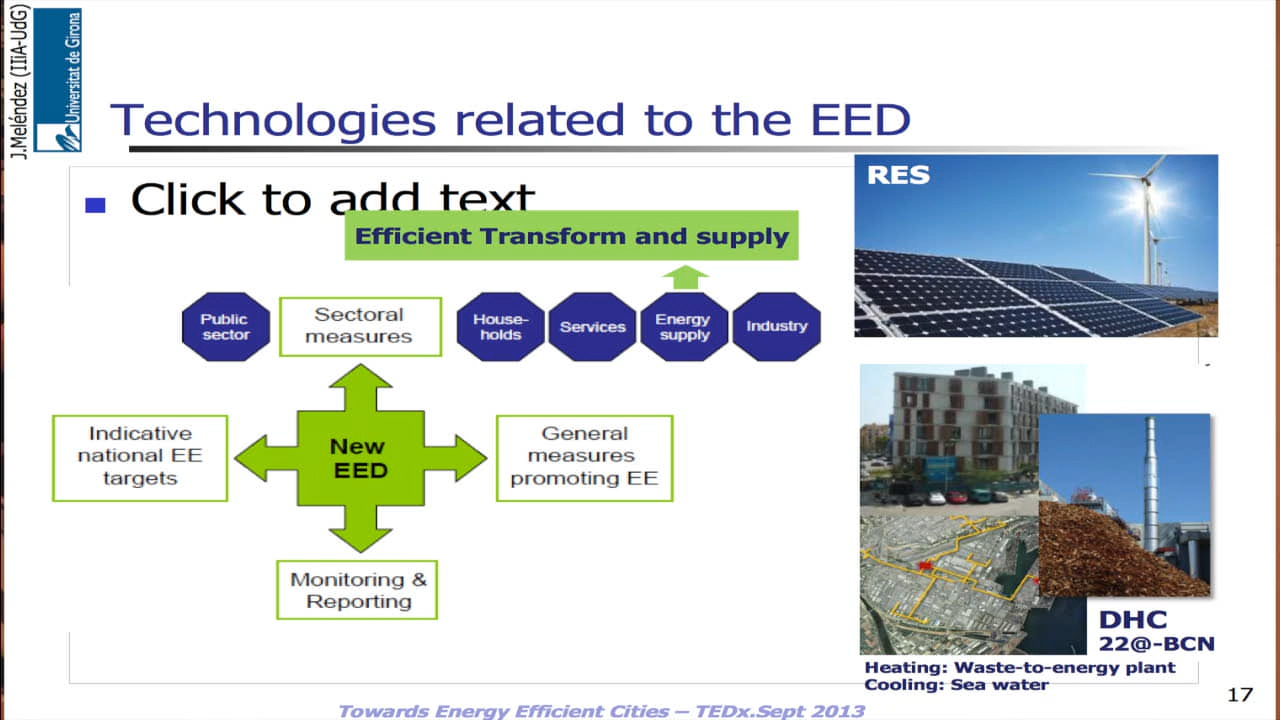 J.Meléndez (IIiA-UdG)
Universitat de Girona
Technologies related to the EED
Click to add text
Efficient Transform and supply
RES
Public
sector
Sectoral
measures
House-
holds
Services
Energy
supply
Industry
Indicative
national EE
targets
New
EED
General
measures
promoting EE
Monitoring &
Reporting
DHC
22@-BCN
Heating: Waste-to-energy plant
Cooling: Sea water
17
Towards Energy Efficient Cities – TEDx.Sept 2013